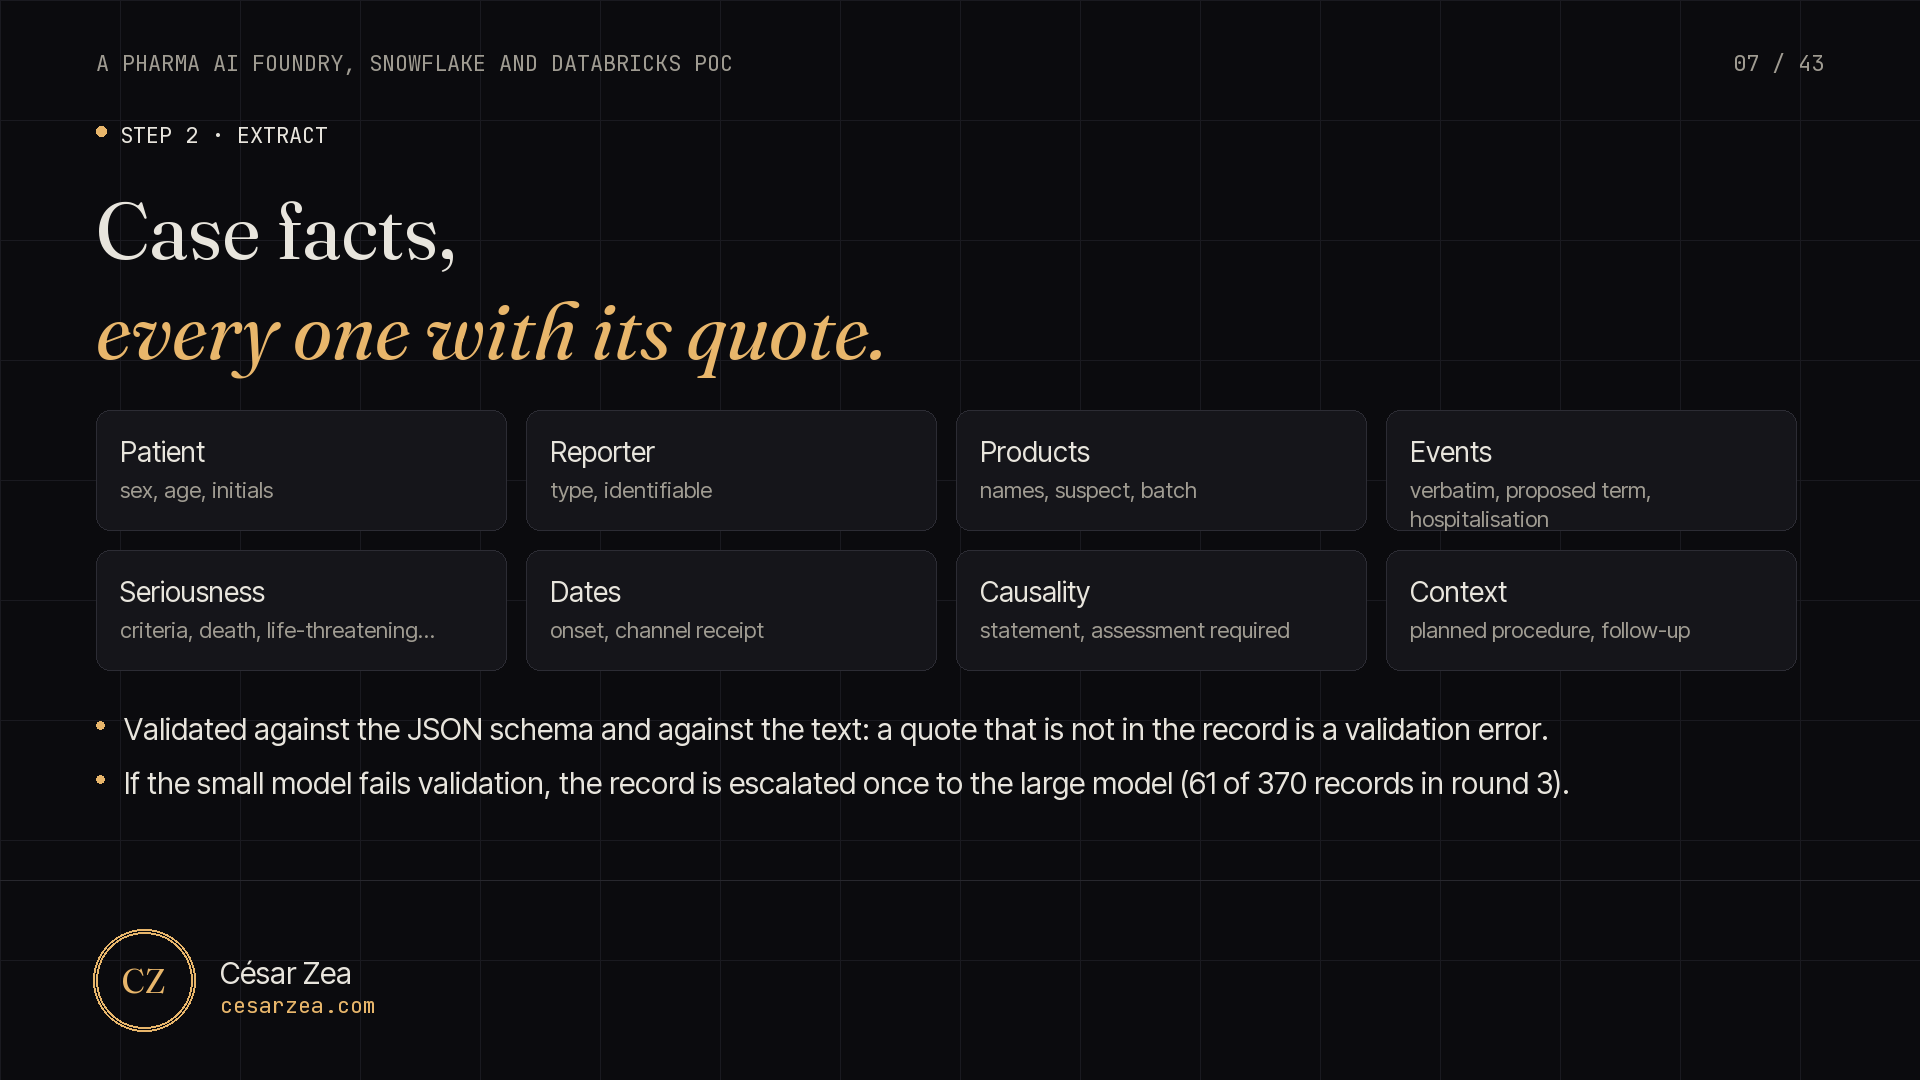 A PHARMA AI FOUNDRY, SNOWFLAKE AND DATABRICKS POC
07 / 43
STEP 2 · EXTRACT
Case facts,
every one with its quote.
Patient
sex, age, initials
Reporter
type, identifiable
Products
names, suspect, batch
Events
verbatim, proposed term,
hospitalisation
Seriousness
criteria, death, life-threatening...
Dates
onset, channel receipt
Causality
statement, assessment required
Context
planned procedure, follow-up
Validated against the JSON schema and against the text: a quote that is not in the record is a validation error.
If the small model fails validation, the record is escalated once to the large model (61 of 370 records in round 3).
CZ
César Zea
cesarzea.com